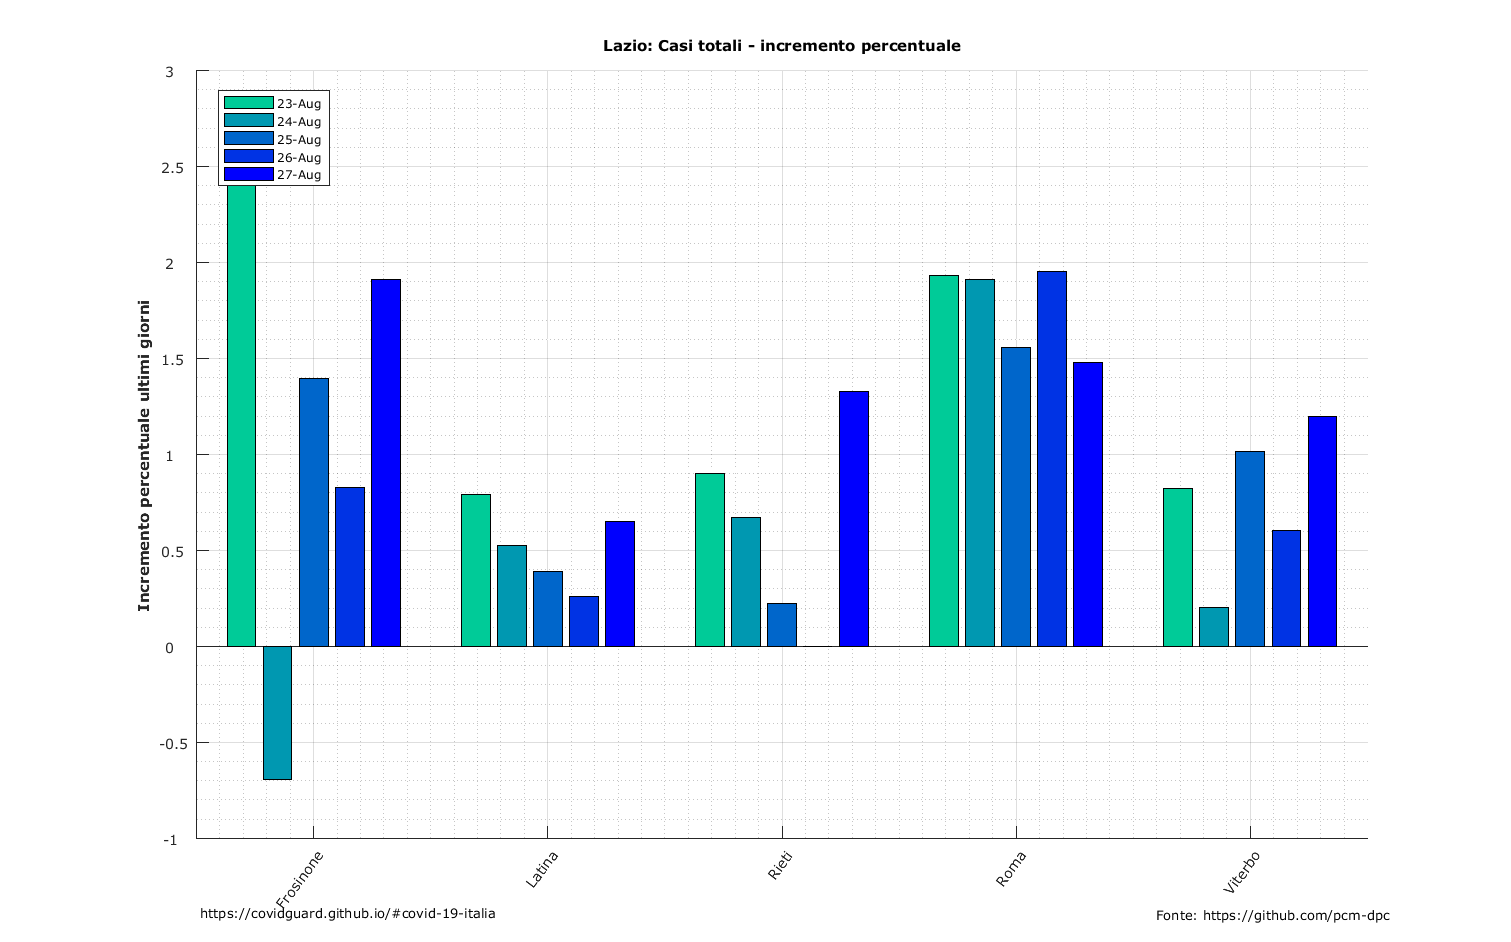 Lazio: Casi totali - incremento percentuale
3
2.5
2
1.5
1
0.5
0
-0.5
-1
Incremento percentuale ultimi giorni
23-Aug
24-Aug
25-Aug
26-Aug
27-Aug
Frosinone
Latina
Rieti
Roma
Viterbo
https://covidguard.github.io/#covid-19-italia
Fonte: https://github.com/pcm-dpc